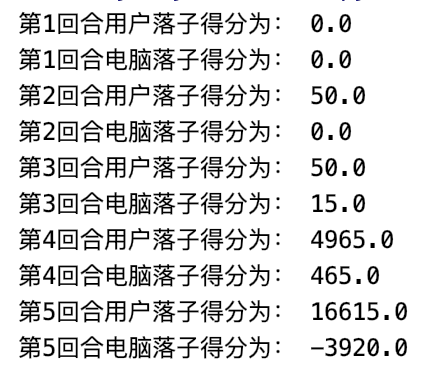 第1回合用户落子得分为： 0.0
第1回合电脑落子得分为： 0.0
第2回合用户落子得分为： 50.0
第2回合电脑落子得分为： 0.0
第3回合用户落子得分为： 50.0
第3回合电脑落子得分为： 15.0
第4回合用户落子得分为： 4965.0
第4回合电脑落子得分为： 465.0
第5回合用户落子得分为： 16615.0
第5回合电脑落子得分为： -3920.0